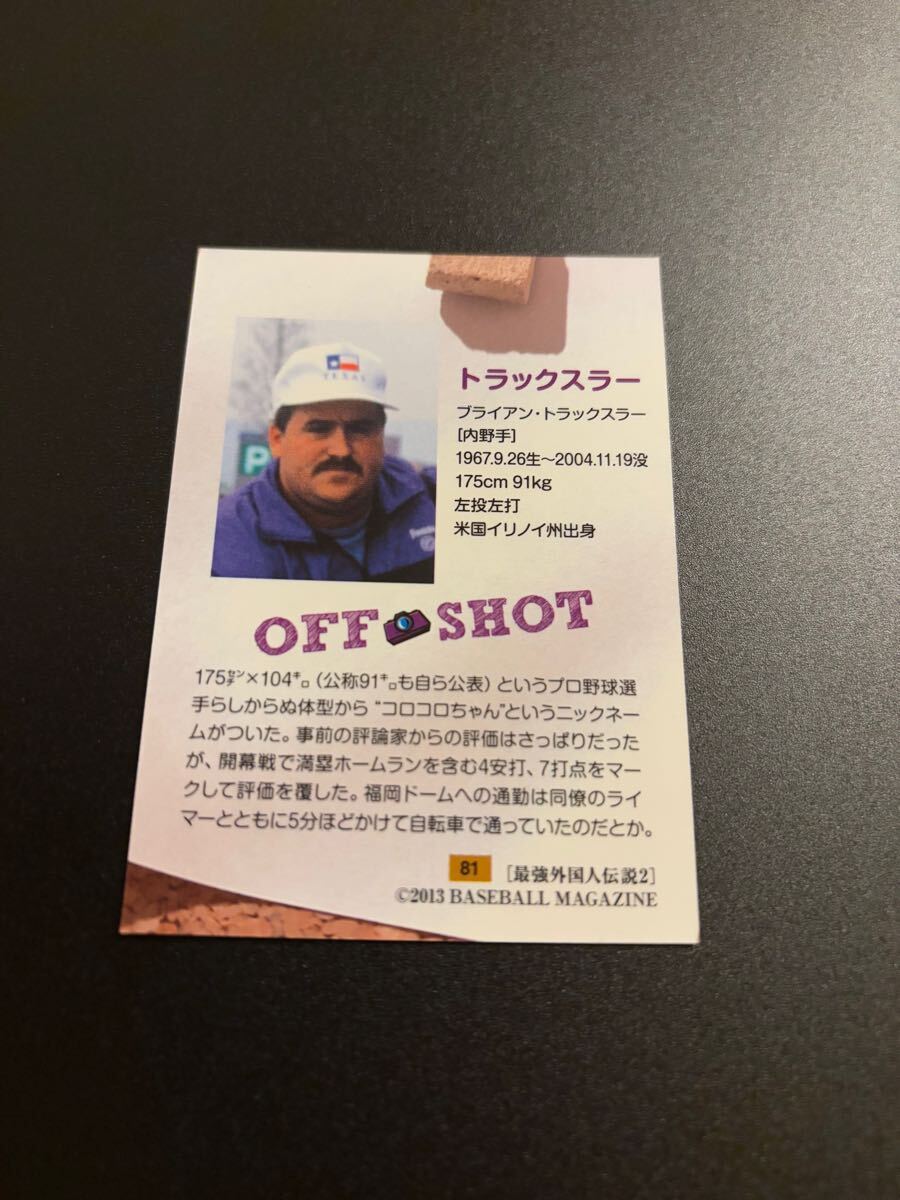 TEXAS
P
トラックスラー
ブライアン・トラックスラー
[内野手]
1967.9.26生〜2004.11.19没
175cm 91kg
左投左打
米国イリノイ州出身
OFF SHOT
175㌢×104㌔（公称91㌔も自ら公表）というプロ野球選
手らしからぬ体型から“コロコロちゃん”というニックネー
ムがついた。事前の評論家からの評価はさっぱりだった
が、開幕戦で満塁ホームランを含む4安打、7打点をマー
クして評価を覆した。福岡ドームへの通勤は同僚のライ
マーとともに5分ほどかけて自転車で通っていたのだとか。
81 [最強外国人伝説2]
©2013 BASEBALL MAGAZINE